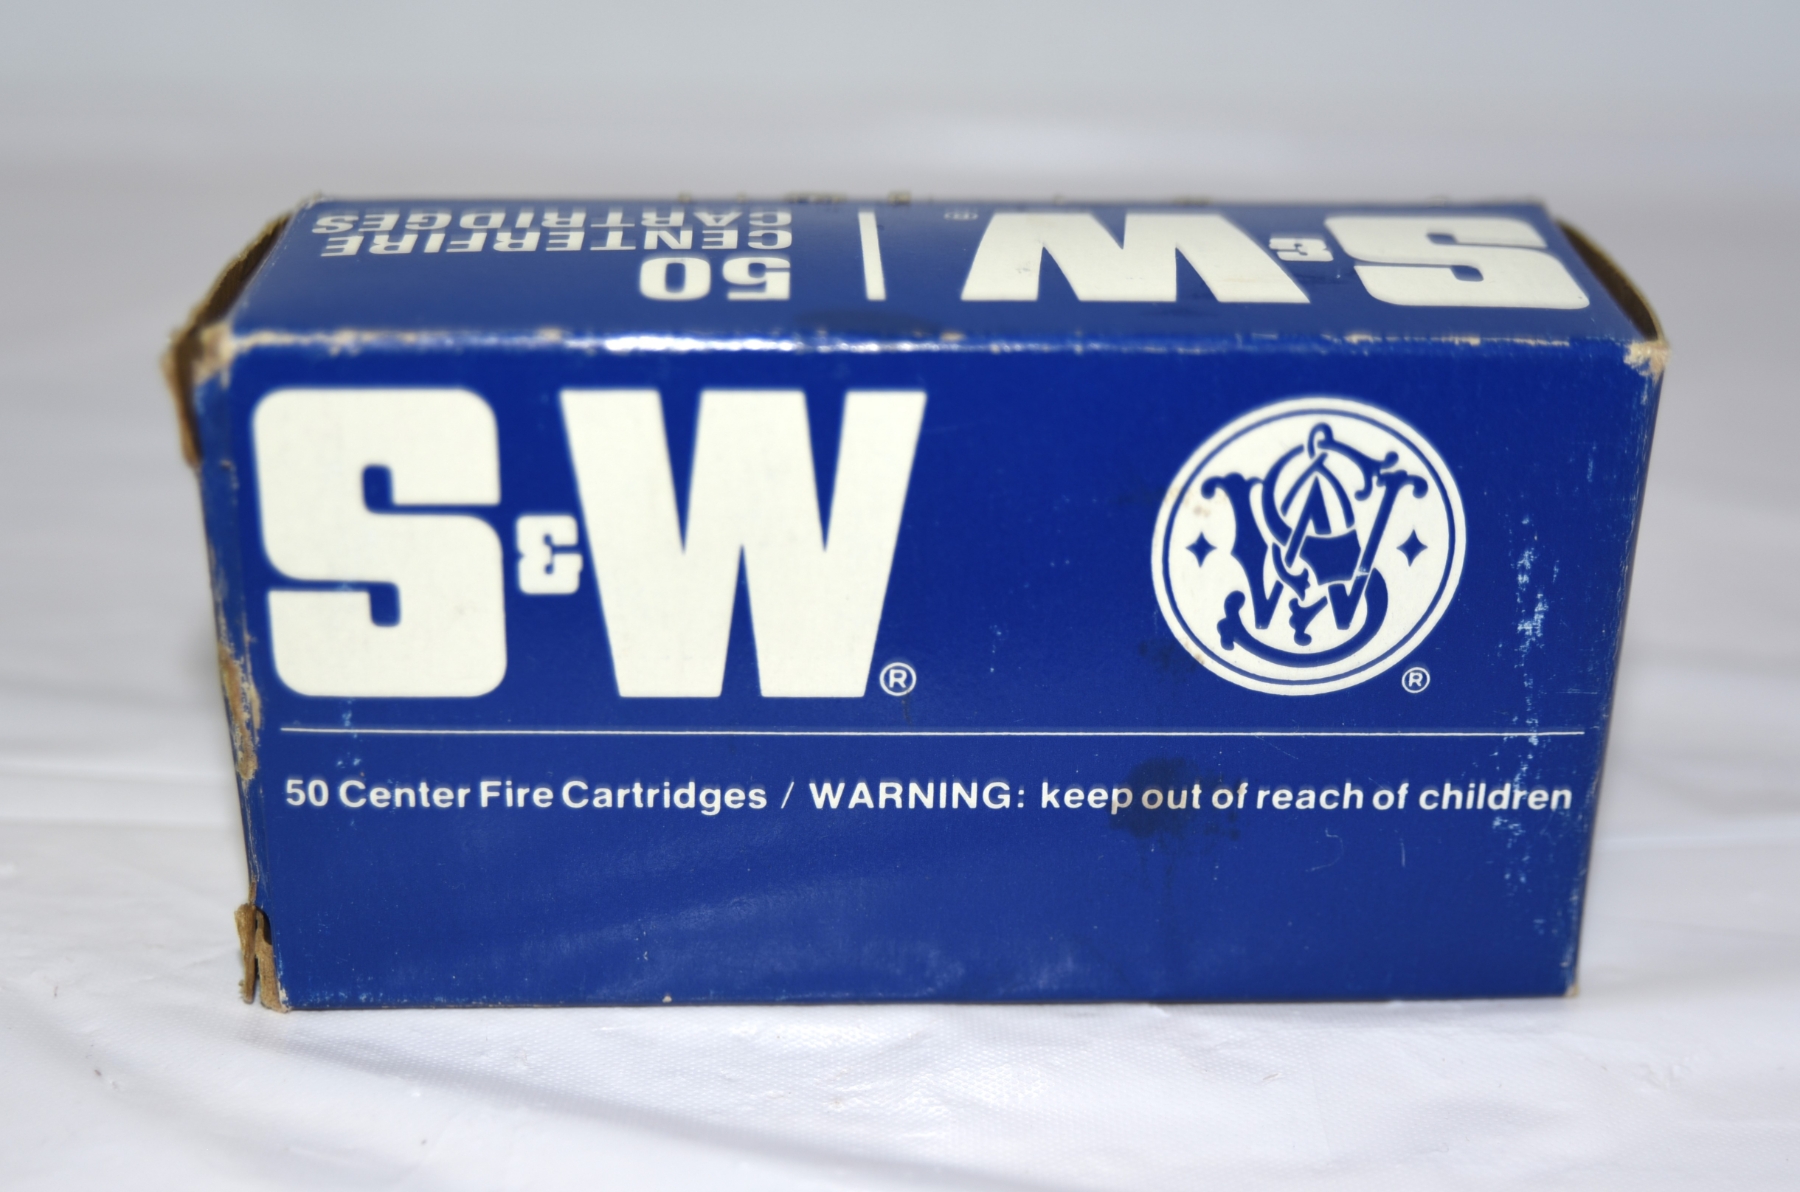 50
CENTERFIRE
CARTRIDGES
S&W ®
S&W®
®
50 Center Fire Cartridges / WARNING: keep out of reach of children